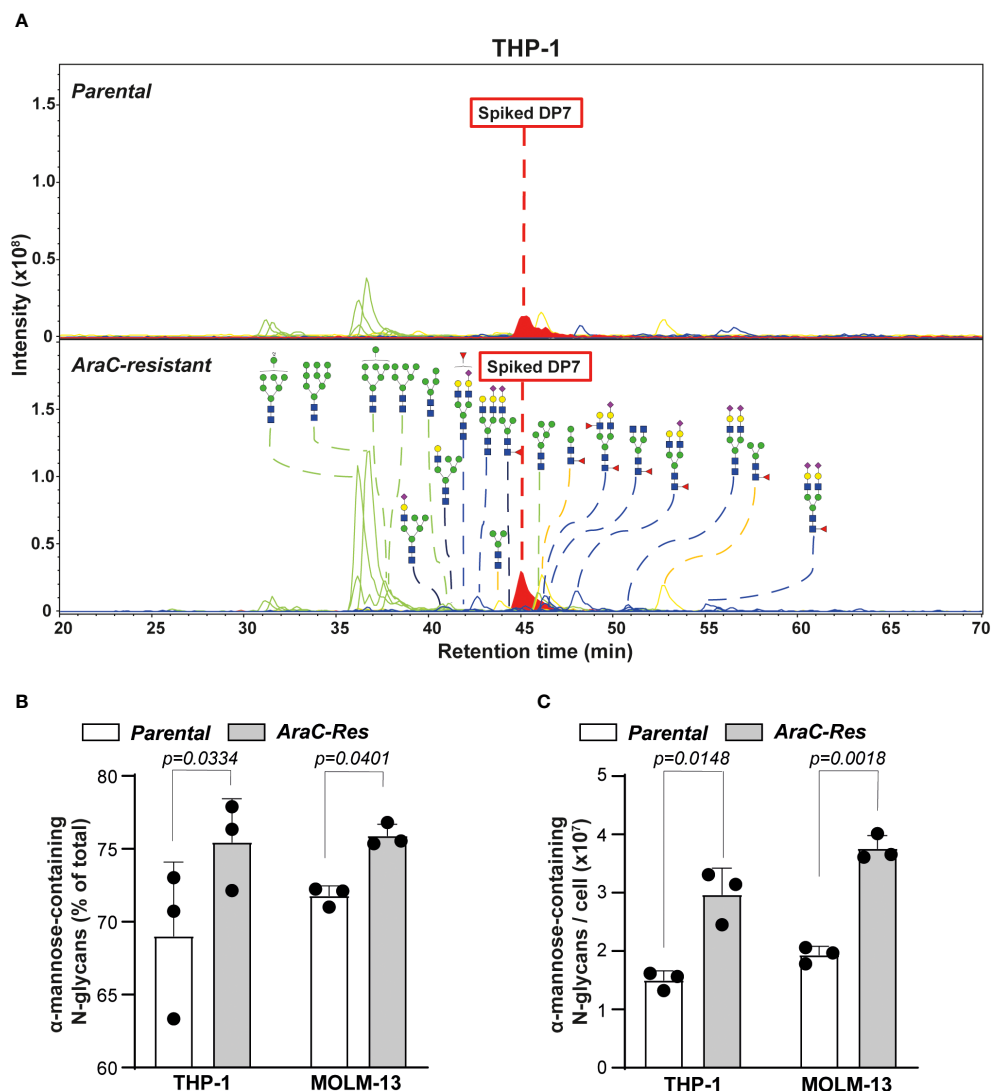 A
THP-1
Parental
Spiked DP7
1.5
1.0
0.5
0
Intensity (x10⁸)
AraC-resistant
Spiked DP7
1.5
1.0
0.5
0
20 25 30 35 40 45 50 55 60 65 70
Retention time (min)
B
Parental AraC-Res
p=0.0334 p=0.0401
80
75
70
65
60
α-mannose-containing
N-glycans (% of total)
THP-1 MOLM-13
C
Parental AraC-Res
p=0.0148 p=0.0018
5
4
3
2
1
0
α-mannose-containing
N-glycans / cell (x10⁷)
THP-1 MOLM-13